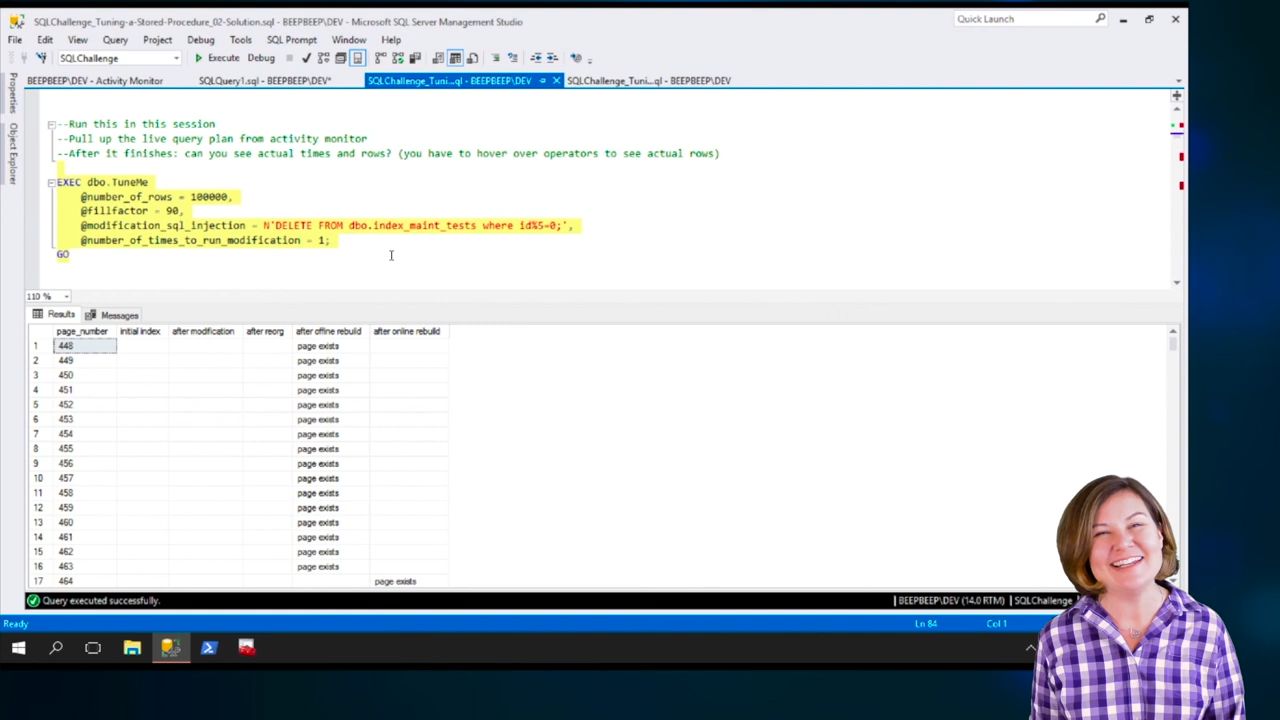 SQLChallenge_Tuning-a-Stored-Procedure_02-Solution.sql - BEEPBEEP\DEV - Microsoft SQL Server Management Studio
Quick Launch
File Edit View Query Project Debug Tools SQL Prompt Window Help
SQLChallenge Execute Debug
BEEPBEEP\DEV - Activity Monitor SQLQuery1.sql - BEEPBEEP\DEV* SQLChallenge_Tuni...ql - BEEPBEEP\DEV SQLChallenge_Tuni...ql - BEEPBEEP\DEV
Properties
Object Explorer
--Run this in this session
--Pull up the live query plan from activity monitor
--After it finishes: can you see actual times and rows? (you have to hover over operators to see actual rows)
EXEC dbo.TuneMe
@number_of_rows = 100000,
@fillfactor = 90,
@modification_sql_injection = N'DELETE FROM dbo.index_maint_tests where id%5=0;',
@number_of_times_to_run_modification = 1;
GO
110 %
Results Messages
page_number intial index after modification after reorg after offine rebuild after online rebuild
1 448 page exists
2 449 page exists
3 450 page exists
4 451 page exists
5 452 page exists
6 453 page exists
7 454 page exists
8 455 page exists
9 456 page exists
10 457 page exists
11 458 page exists
12 459 page exists
13 460 page exists
14 461 page exists
15 462 page exists
16 463 page exists
17 464 page exists
Query executed successfully. BEEPBEEP\DEV (14.0 RTM) SQLChallenge
Ready Ln 84 Col 1